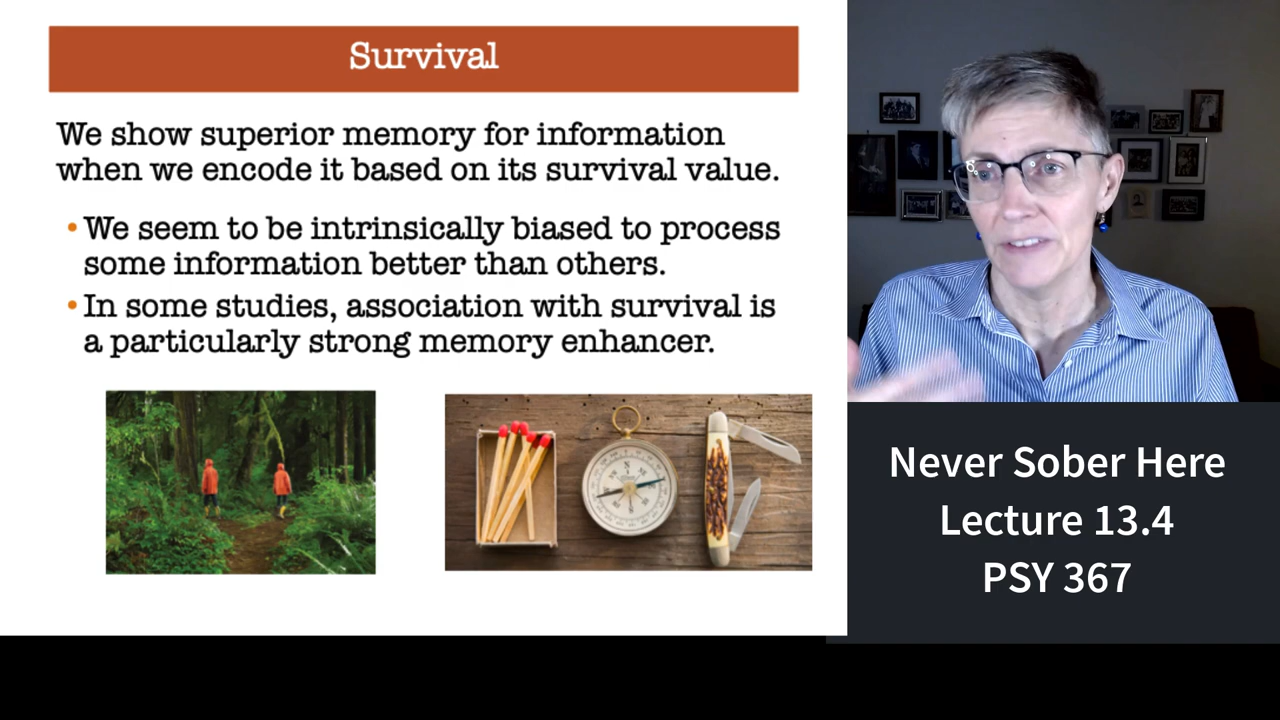 Survival
We show superior memory for information
when we encode it based on its survival value.
• We seem to be intrinsically biased to process
some information better than others.
• In some studies, association with survival is
a particularly strong memory enhancer.
Never Sober Here
Lecture 13.4
PSY 367